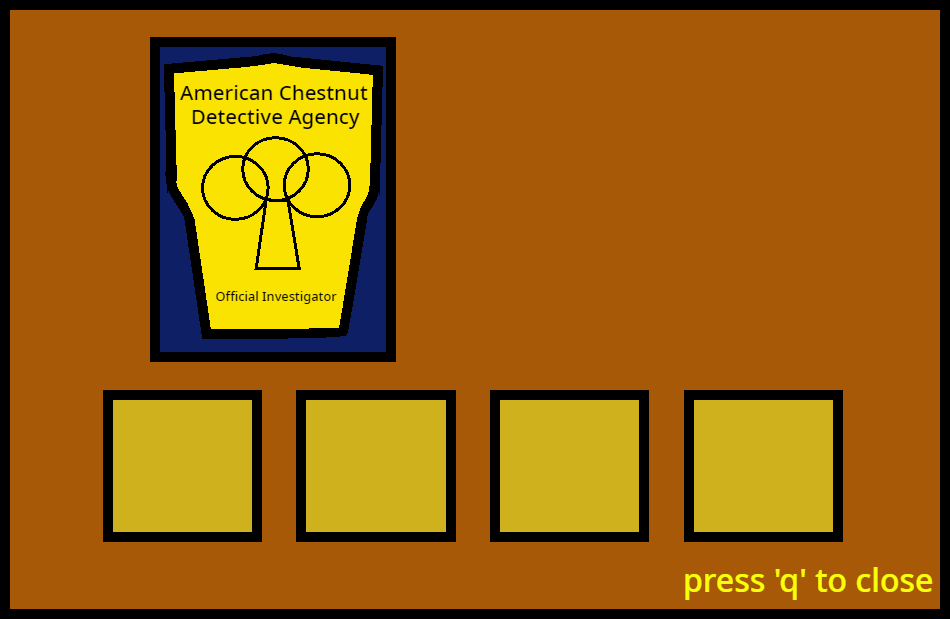 American Chestnut
Detective Agency
Official Investigator
press 'q' to close